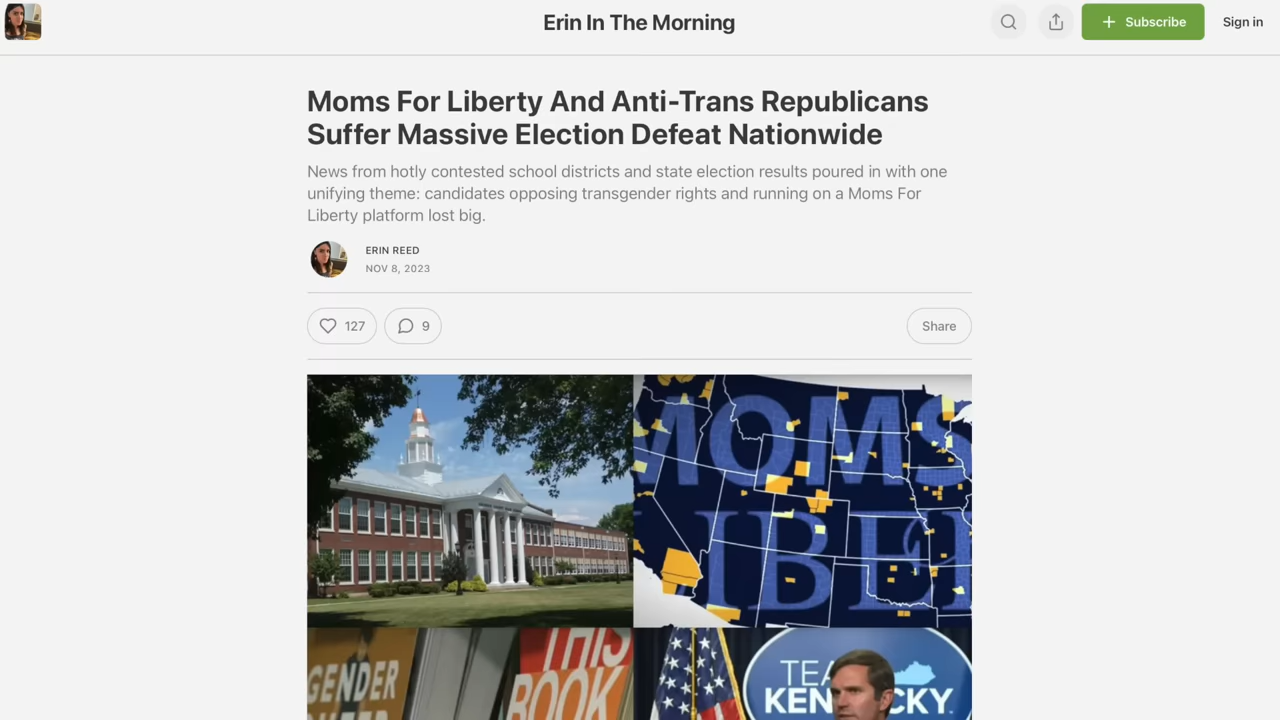 Erin In The Morning
Subscribe
Sign in
Moms For Liberty And Anti-Trans Republicans
Suffer Massive Election Defeat Nationwide
News from hotly contested school districts and state election results poured in with one
unifying theme: candidates opposing transgender rights and running on a Moms For
Liberty platform lost big.
ERIN REED
NOV 8, 2023
127
9
Share
MOMS
GENDER
THIS
BOOK